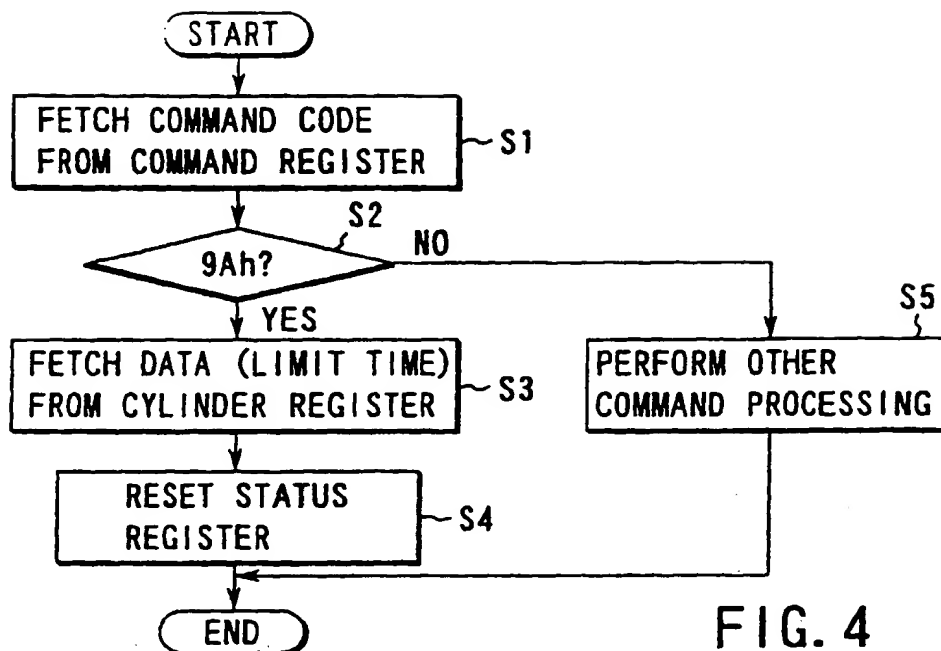 START
FETCH COMMAND CODE
FROM COMMAND REGISTER
S1
S2
9Ah?
NO
YES
FETCH DATA (LIMIT TIME)
FROM CYLINDER REGISTER
S3
S5
PERFORM OTHER
COMMAND PROCESSING
RESET STATUS
REGISTER
S4
END
FIG. 4